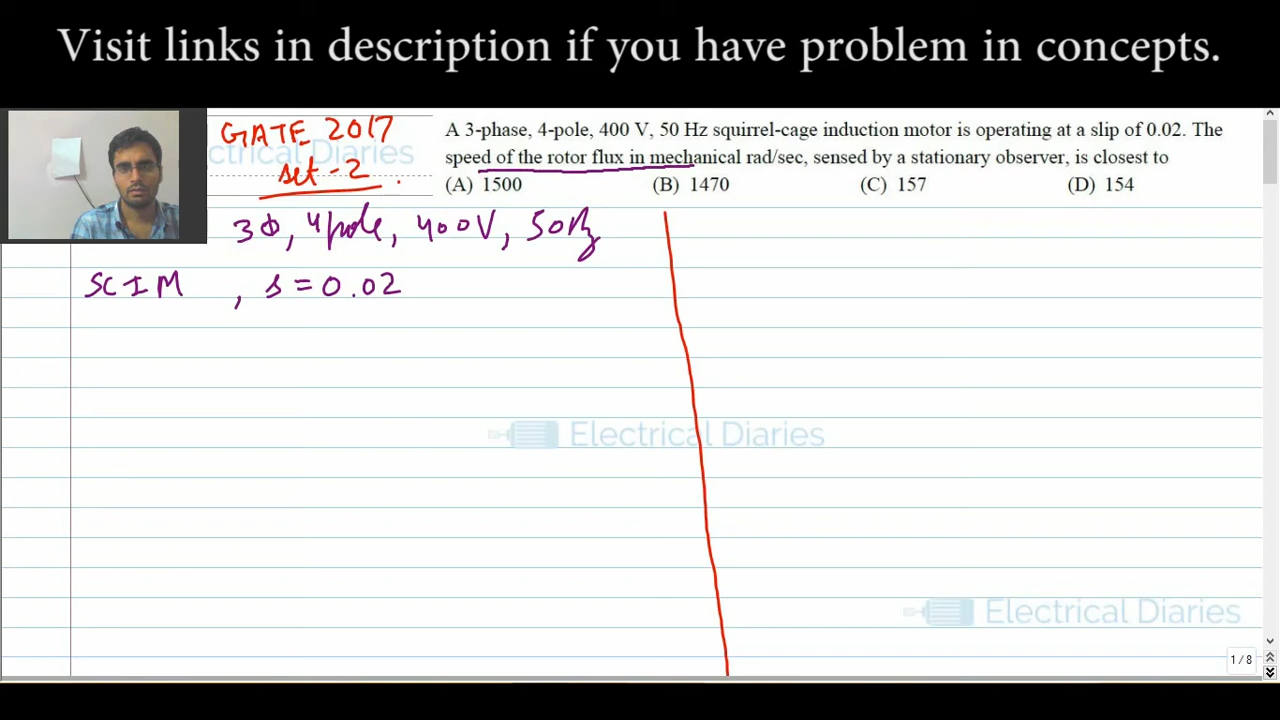 Visit links in description if you have problem in concepts.
GATE 2017
set-2.
A 3-phase, 4-pole, 400 V, 50 Hz squirrel-cage induction motor is operating at a slip of 0.02. The
speed of the rotor flux in mechanical rad/sec, sensed by a stationary observer, is closest to
(A) 1500 (B) 1470 (C) 157 (D) 154
3Φ, 4pole, 400V, 50Hz
SCIM , s = 0.02
ctrical Diaries
Electrical Diaries
Electrical Diaries
1 / 8